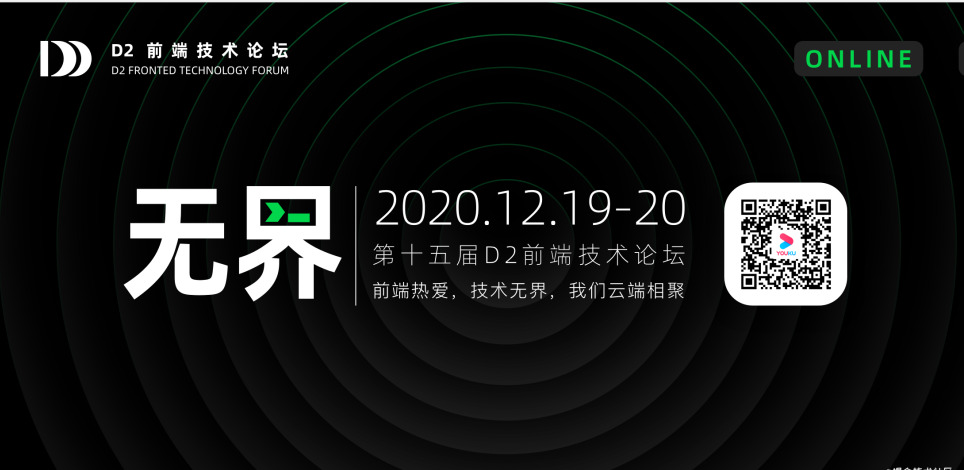 D2 前端技术论坛
D2 FRONTED TECHNOLOGY FORUM
ONLINE
无界
2020.12.19-20
第十五届D2前端技术论坛
前端热爱，技术无界，我们云端相聚
YOUKU